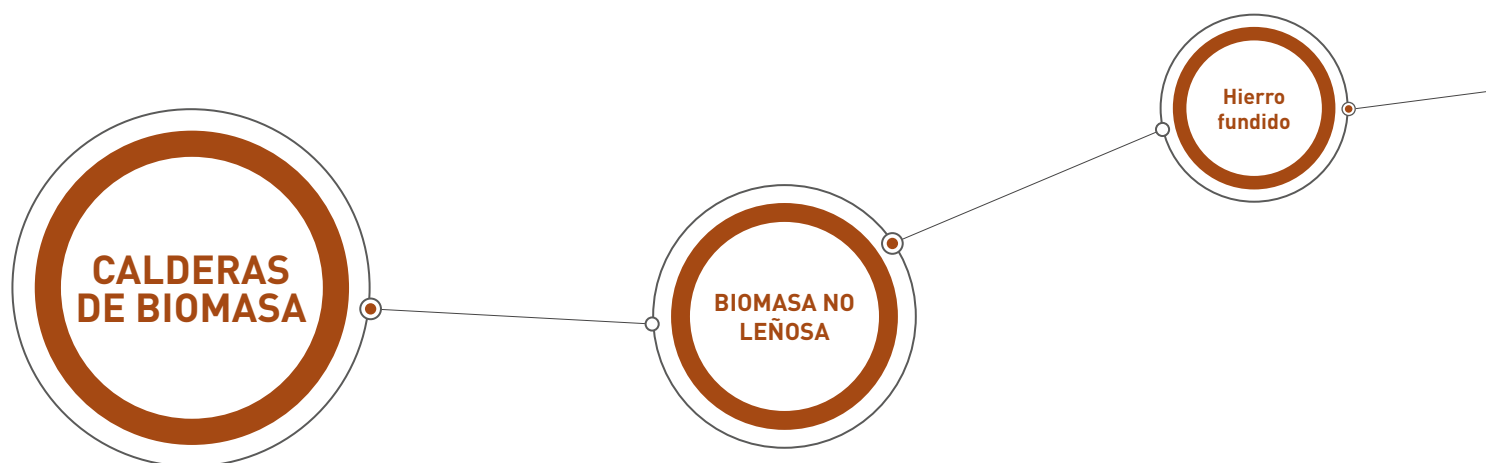 CALDERAS
DE BIOMASA
BIOMASA NO
LEÑOSA
Hierro
fundido